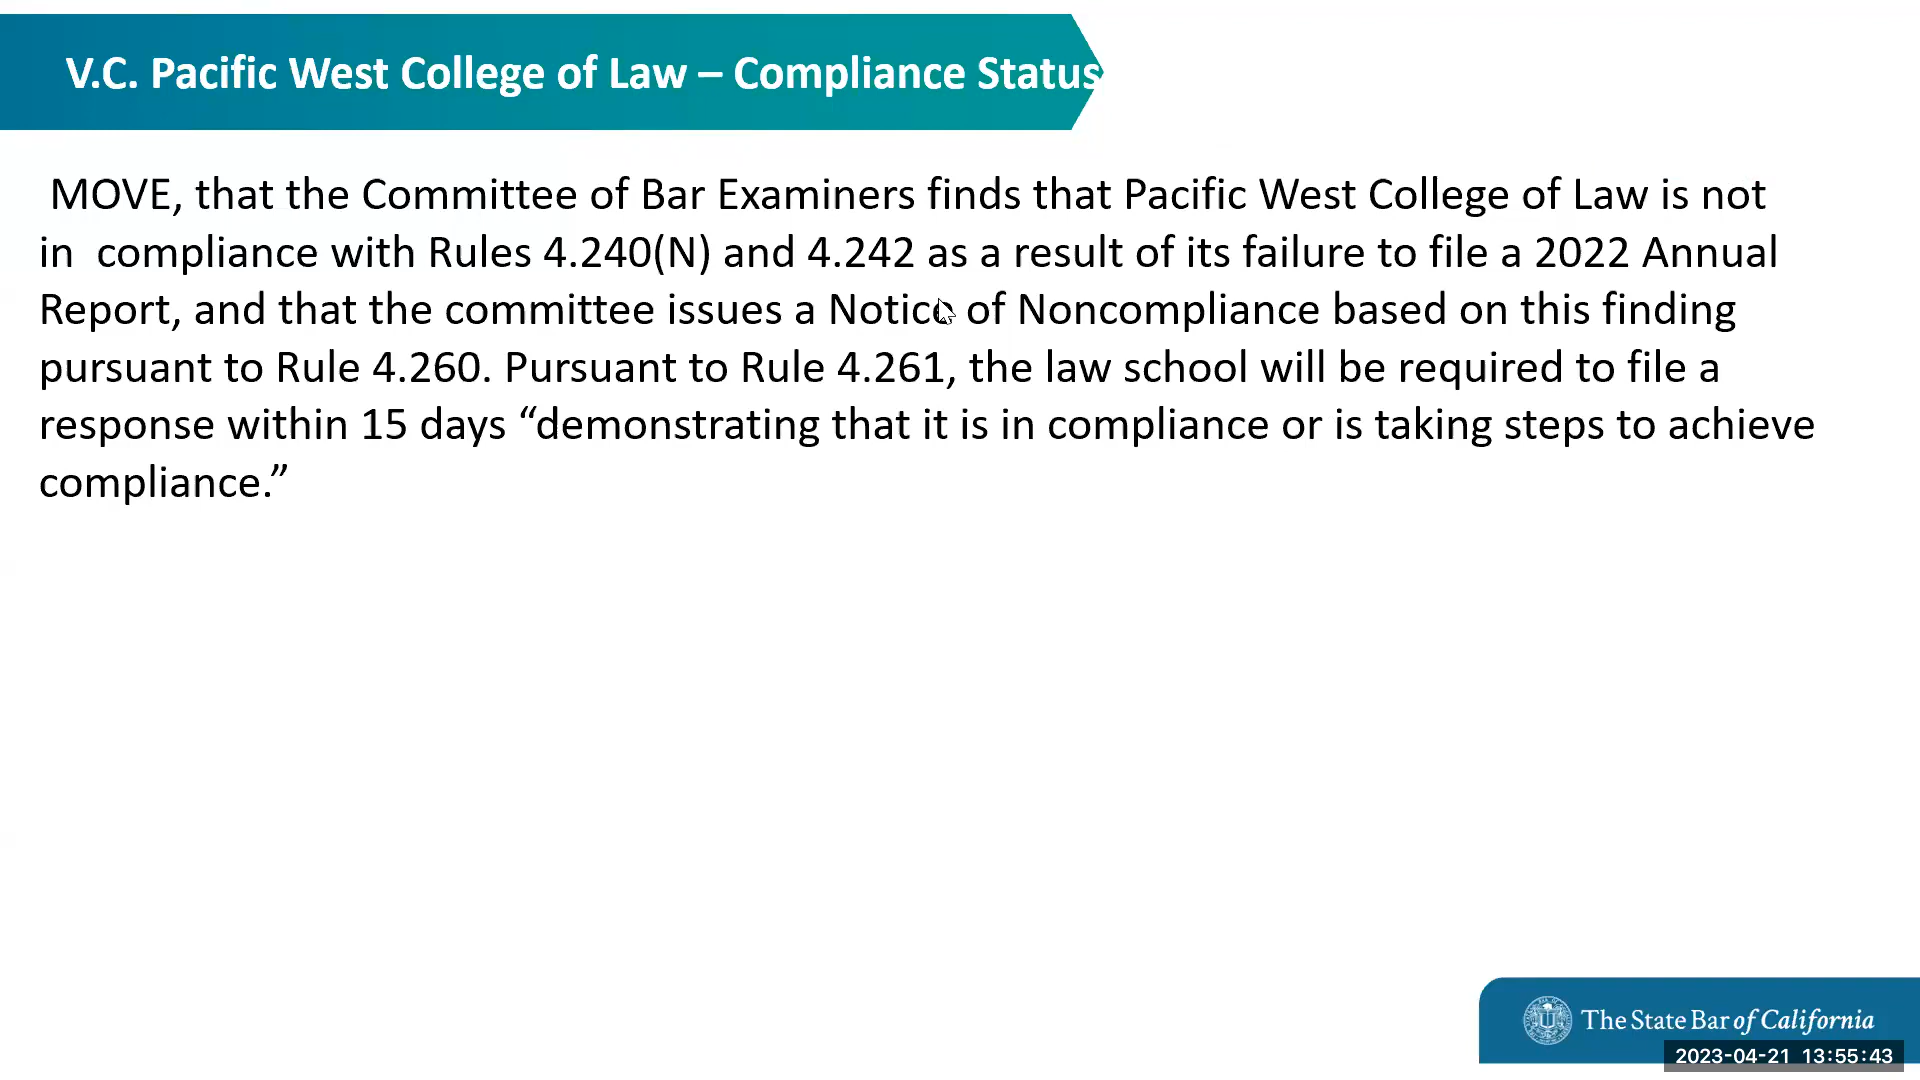 V.C. Pacific West College of Law – Compliance Status
MOVE, that the Committee of Bar Examiners finds that Pacific West College of Law is not
in  compliance with Rules 4.240(N) and 4.242 as a result of its failure to file a 2022 Annual
Report, and that the committee issues a Notice of Noncompliance based on this finding
pursuant to Rule 4.260. Pursuant to Rule 4.261, the law school will be required to file a
response within 15 days “demonstrating that it is in compliance or is taking steps to achieve
compliance.”
The State Bar of California
2023-04-21 13:55:43